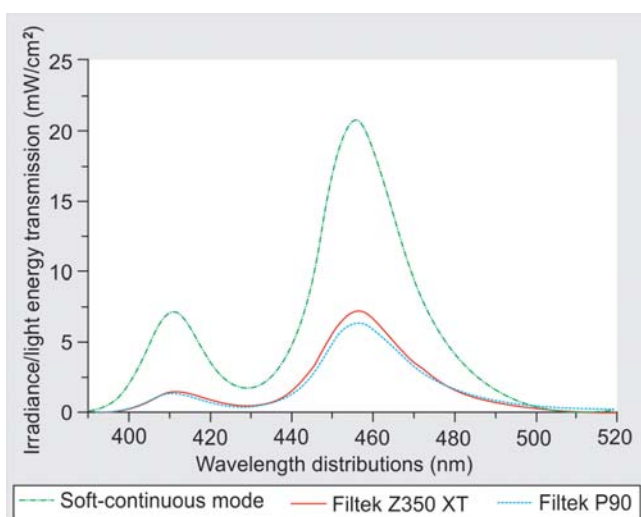 Irradiance/light energy transmission (mW/cm²)
25
20
15
10
5
0
400 420 440 460 480 500 520
Wavelength distributions (nm)
Soft-continuous mode Filtek Z350 XT Filtek P90